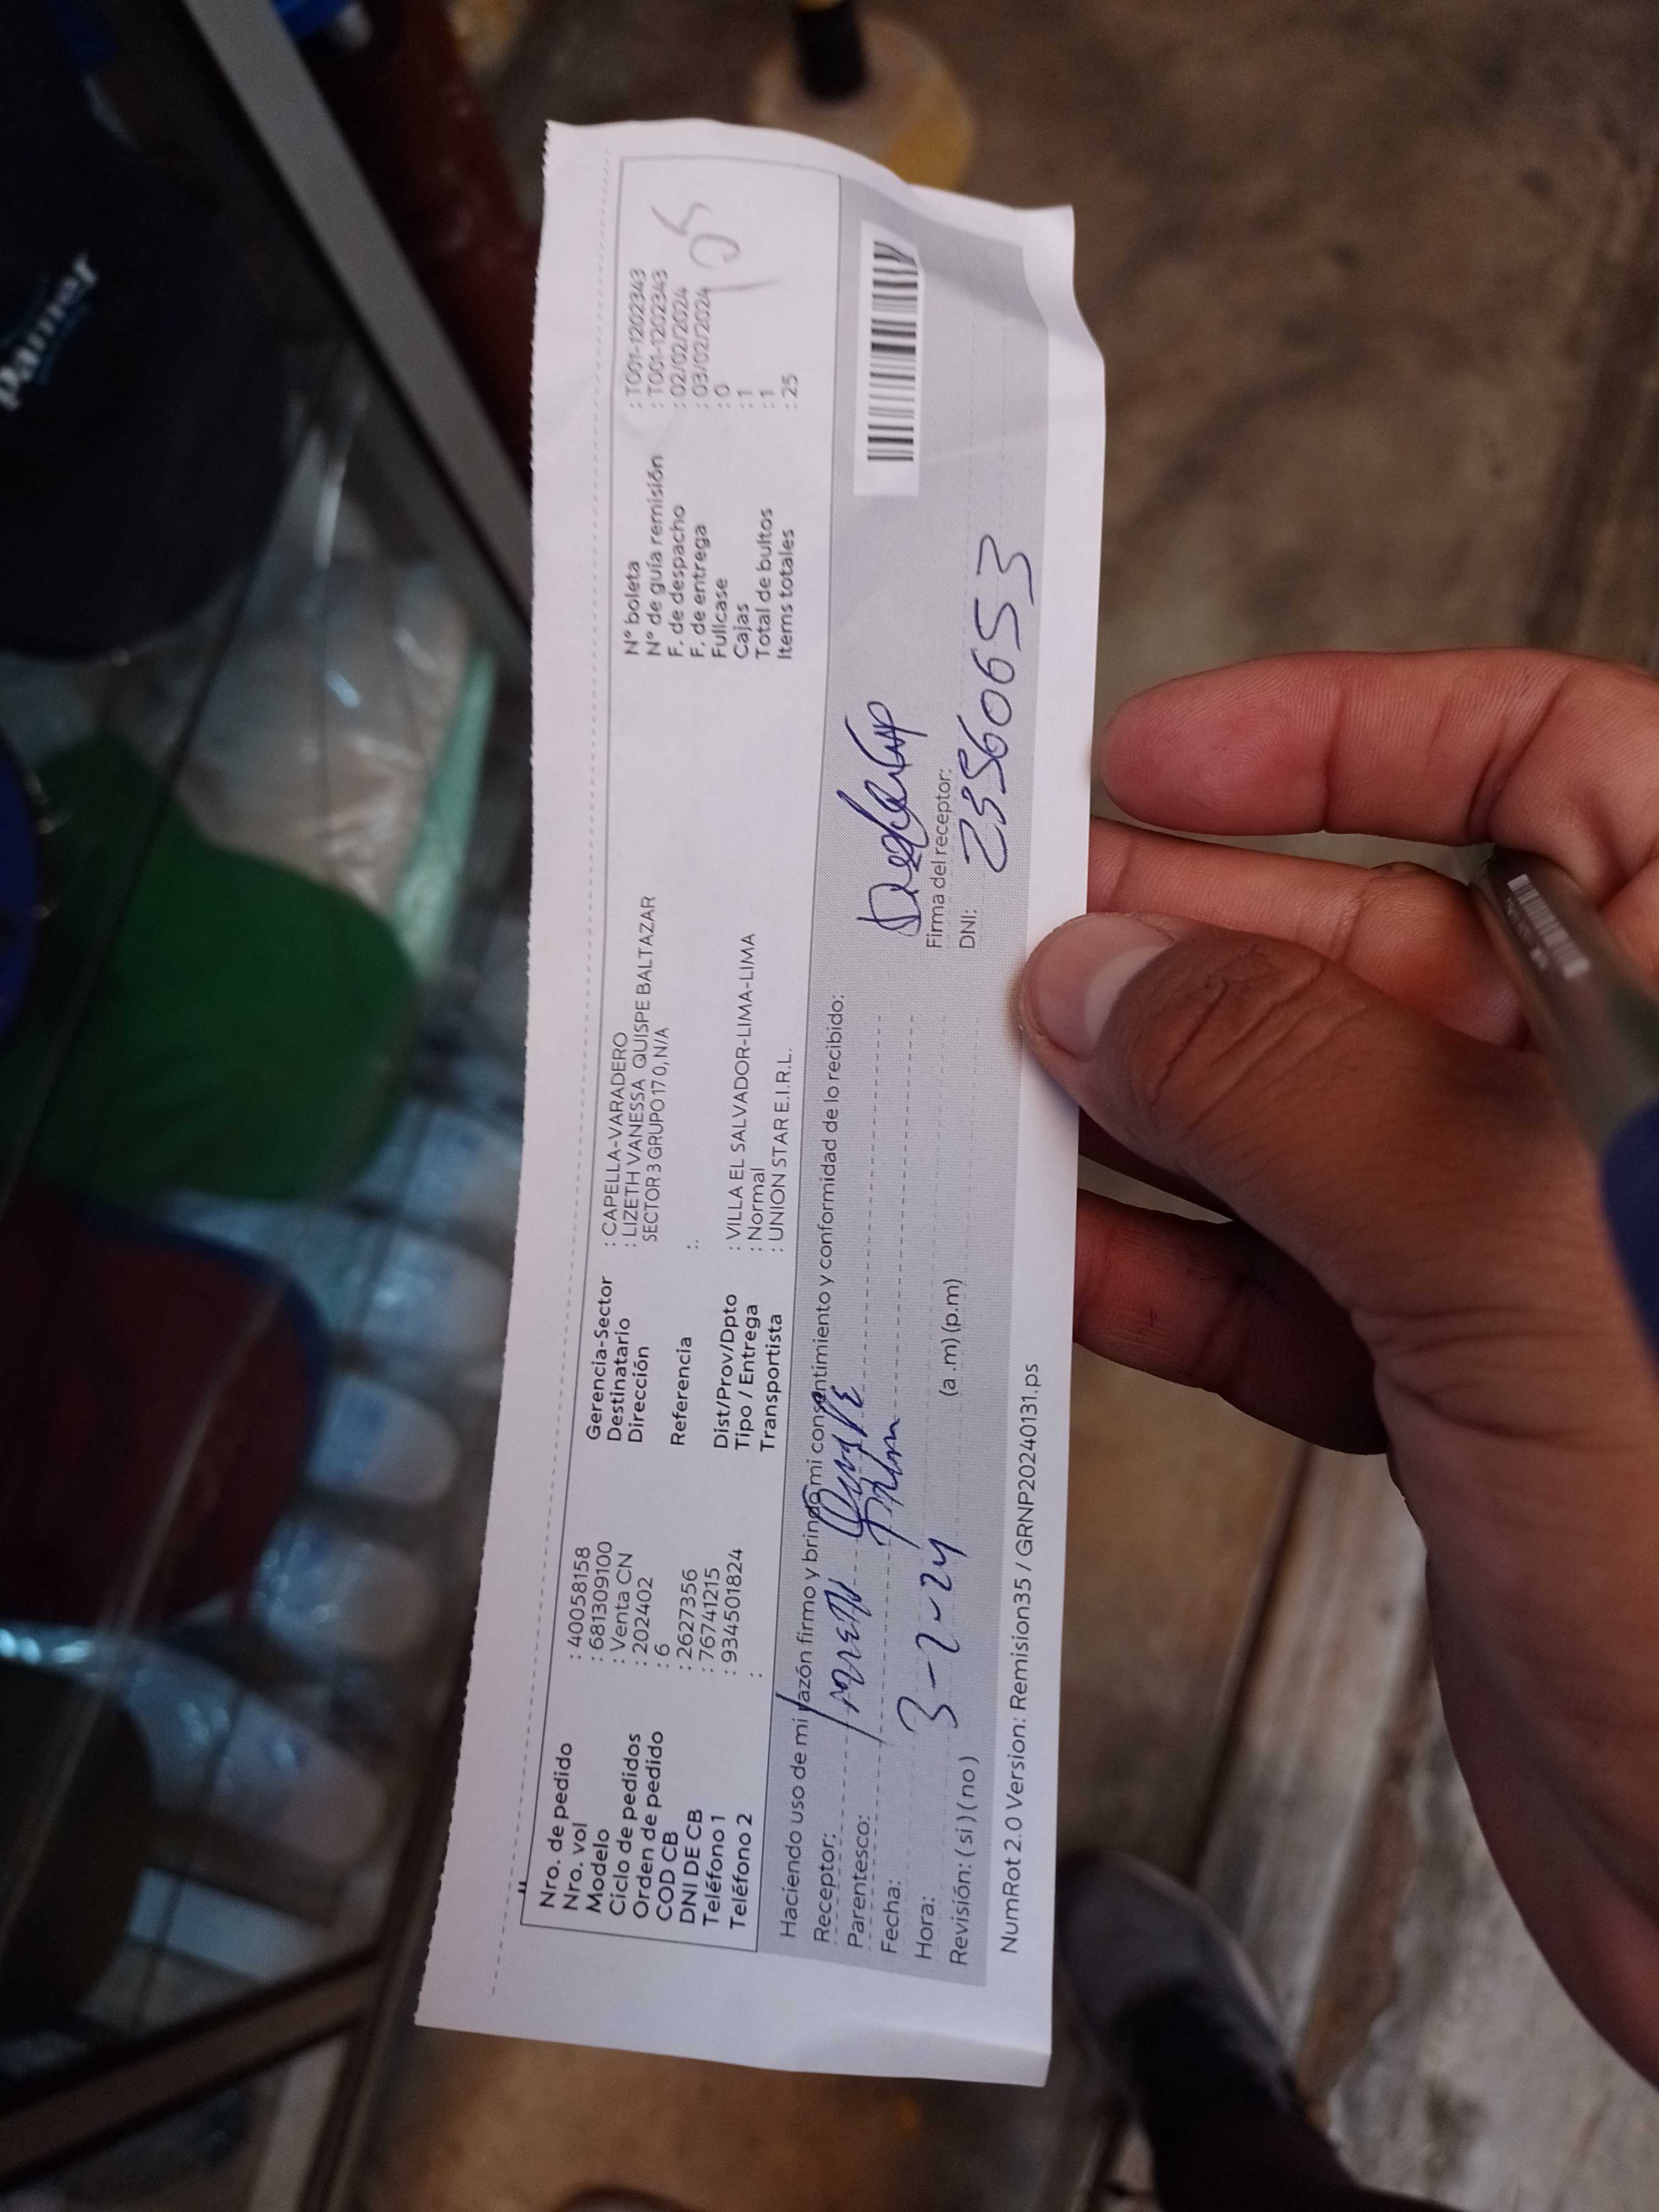 Pamer
Nro. de pedido : 40058158
Nro. vol : 681309100
Modelo : Venta CN
Ciclo de pedidos : 202402
Orden de pedido : 6
COD CB : 2627356
DNI DE CB : 76741215
Teléfono 1 : 934501824
Teléfono 2 :
Gerencia-Sector : CAPELLA-VARADERO
Destinatario : LIZETH VANESSA QUISPE BALTAZAR
Dirección SECTOR 3 GRUPO 17 0, N/A
Referencia : .
Dist/Prov/Dpto : VILLA EL SALVADOR-LIMA-LIMA
Tipo / Entrega : Normal
Transportista : UNION STAR E.I.R.L.
N° boleta : T001-1202343
N° de guía remisión : T001-1202343
F. de despacho : 02/02/2024
F. de entrega : 03/02/2024
Fullcase : 0
Cajas : 1
Total de bultos : 1
Items totales : 25
105
Haciendo uso de mi razón firmo y brindo mi consentimiento y conformidad de lo recibido:
Receptor: Quispe
Parentesco:
Fecha: 3-2-24
Hora: (a .m) (p.m)
Revisión: ( si ) ( no )
Firma del receptor:
DNI: 25560653
NumRot 2.0 Version: Remision35 / GRNP20240131.ps